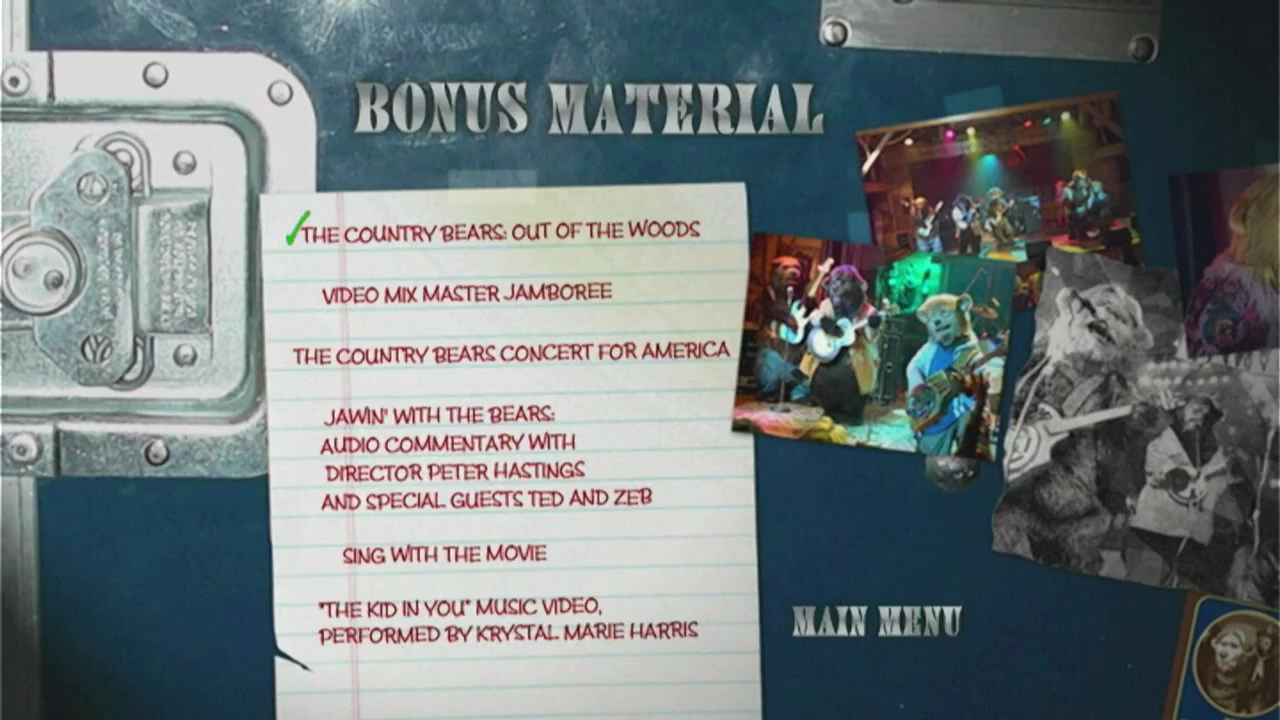 BONUS MATERIAL
THE COUNTRY BEARS: OUT OF THE WOODS
VIDEO MIX MASTER JAMBOREE
THE COUNTRY BEARS CONCERT FOR AMERICA
JAWIN' WITH THE BEARS:
AUDIO COMMENTARY WITH
DIRECTOR PETER HASTINGS
AND SPECIAL GUESTS TED AND ZEB
SING WITH THE MOVIE
"THE KID IN YOU" MUSIC VIDEO,
PERFORMED BY KRYSTAL MARIE HARRIS
MAIN MENU